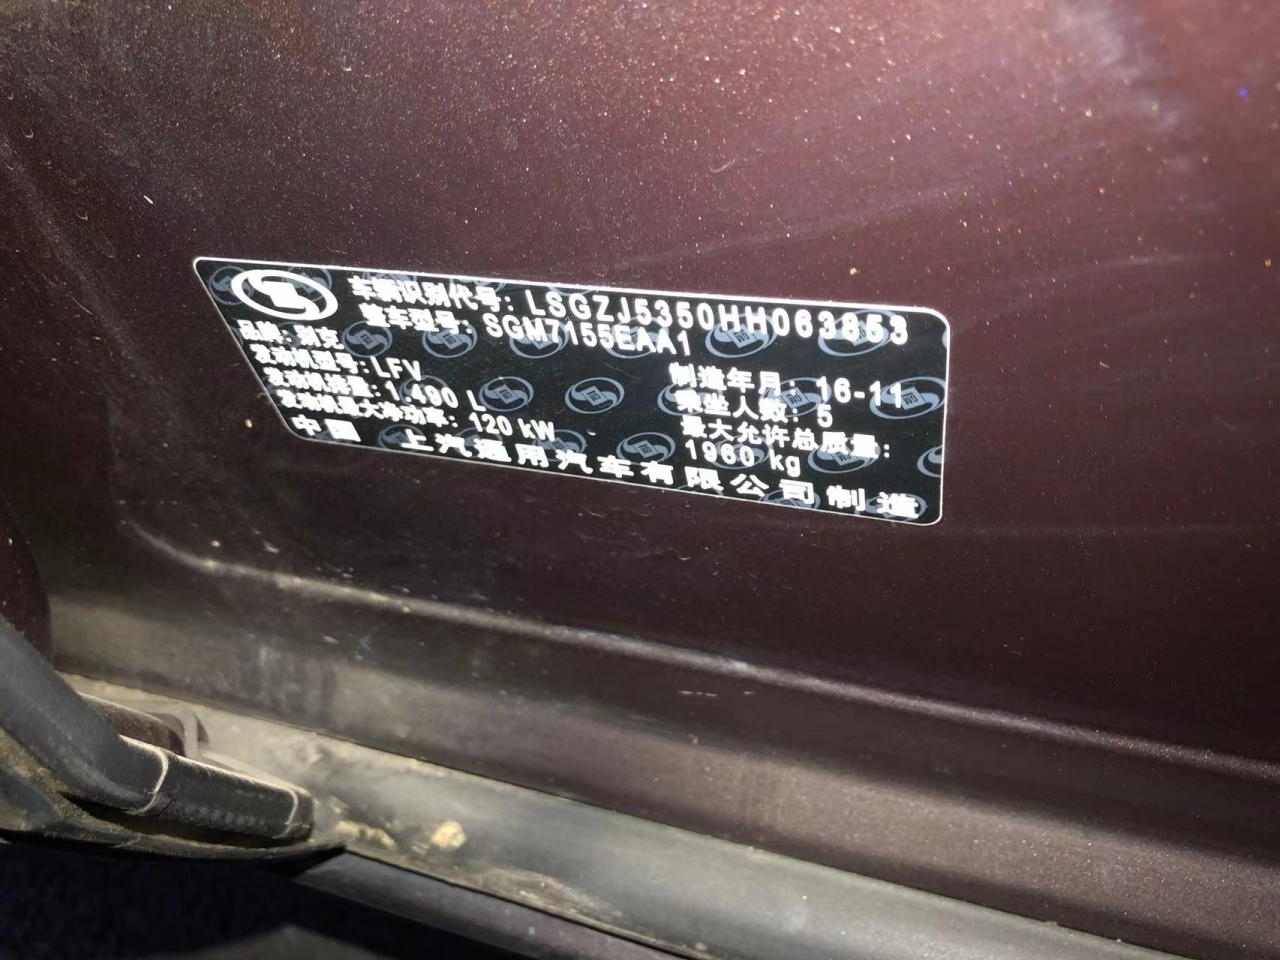 车辆识别代号: LSGZJ5350HH063853
整车型号: SGM7155EAA1
品牌: 别克
发动机型号: LFV
制造年月: 16-11
发动机排量: 1.490 L
乘坐人数: 5
发动机最大净功率: 120 kW
最大允许总质量:
1960 kg
中国 上汽通用汽车有限公司制造